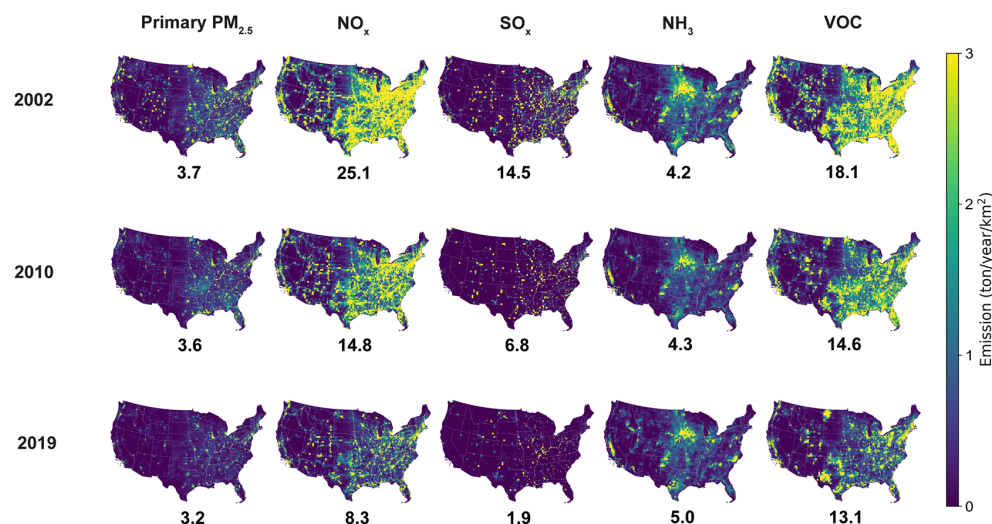 Primary PM2.5 NOx SOx NH3 VOC
2002
3.7 25.1 14.5 4.2 18.1
2010
3.6 14.8 6.8 4.3 14.6
2019
3.2 8.3 1.9 5.0 13.1
3
2
1
0
Emission (ton/year/km²)